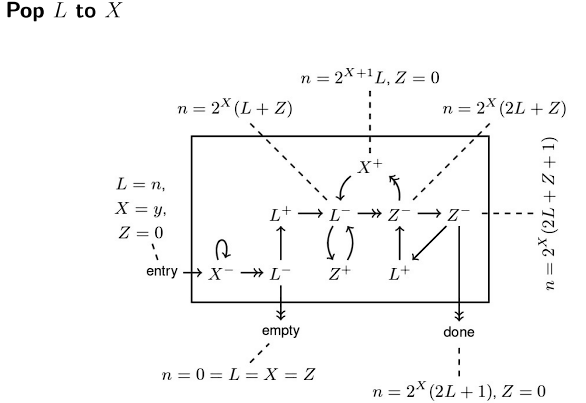 Pop L to X
n = 2^{X+1}L, Z = 0
n = 2^X(L + Z)
n = 2^X(2L + Z)
X^+
L = n,
X = y,
Z = 0
L^+ L^- Z^- Z^-
n = 2^X(2L + Z + 1)
entry X^- L^- Z^+ L^+
empty
done
n = 0 = L = X = Z
n = 2^X(2L + 1), Z = 0